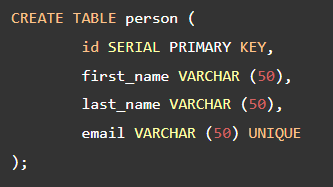 CREATE TABLE person (
id SERIAL PRIMARY KEY,
first_name VARCHAR (50),
last_name VARCHAR (50),
email VARCHAR (50) UNIQUE
);